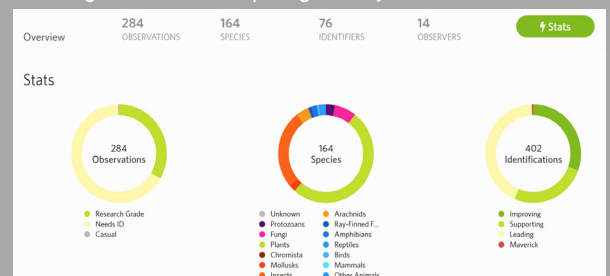 Overview
284
OBSERVATIONS
164
SPECIES
76
IDENTIFIERS
14
OBSERVERS
Stats
Stats
284
Observations
Research Grade
Needs ID
Casual
164
Species
Unknown
Protozoans
Fungi
Plants
Chromista
Mollusks
Insects
Arachnids
Ray-Finned F...
Amphibians
Reptiles
Birds
Mammals
Other Animals
402
Identifications
Improving
Supporting
Leading
Maverick